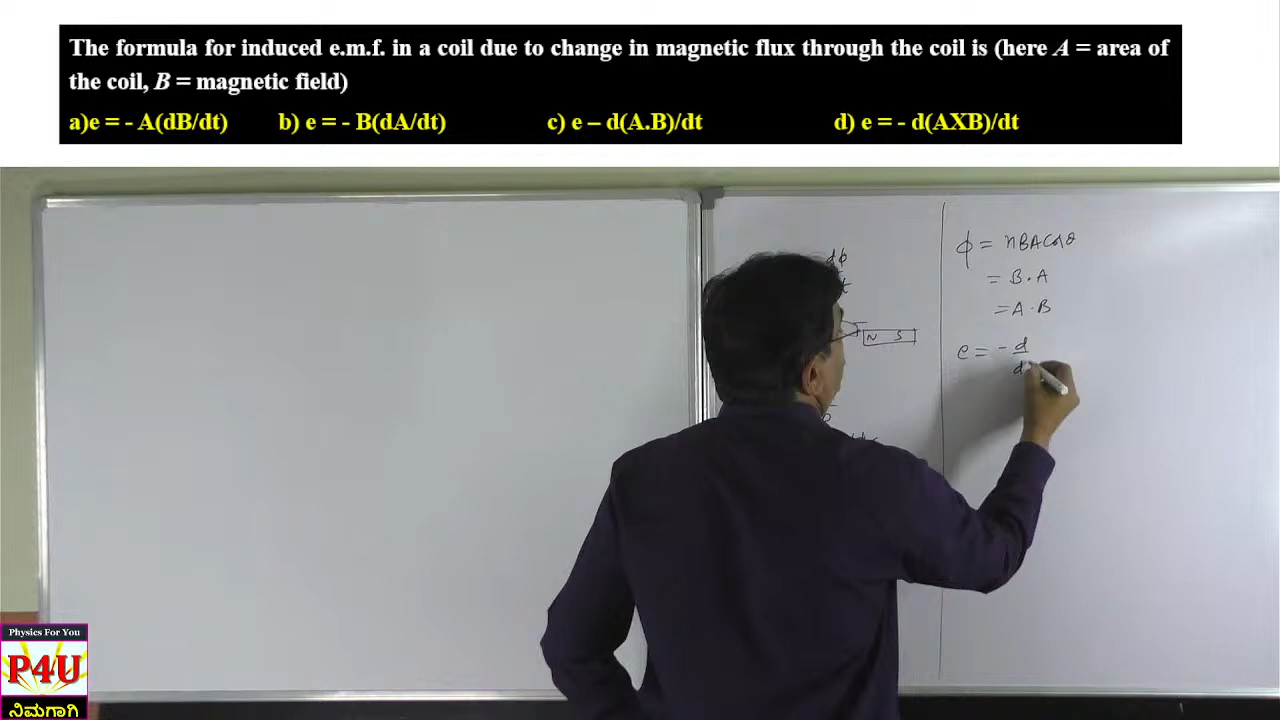 The formula for induced e.m.f. in a coil due to change in magnetic flux through the coil is (here A = area of
the coil, B = magnetic field)
a)e = - A(dB/dt) b) e = - B(dA/dt) c) e – d(A.B)/dt d) e = - d(AXB)/dt
dϕ
t
N S
ϕ = nBACosθ
= B · A
= A · B
e = - d
d
Physics For You
P4U
ನಿಮಗಾಗಿ